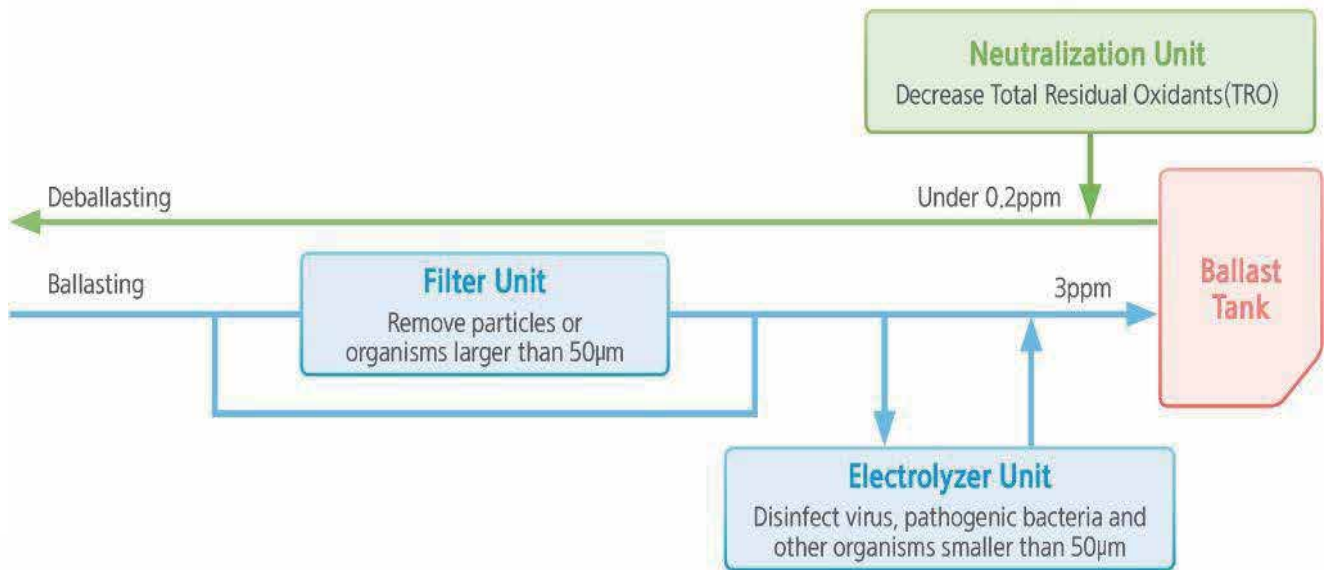 Neutralization Unit
Decrease Total Residual Oxidants(TRO)
Deballasting
Under 0.2ppm
Ballasting
Filter Unit
Remove particles or
organisms larger than 50μm
3ppm
Ballast
Tank
Electrolyzer Unit
Disinfect virus, pathogenic bacteria and
other organisms smaller than 50μm